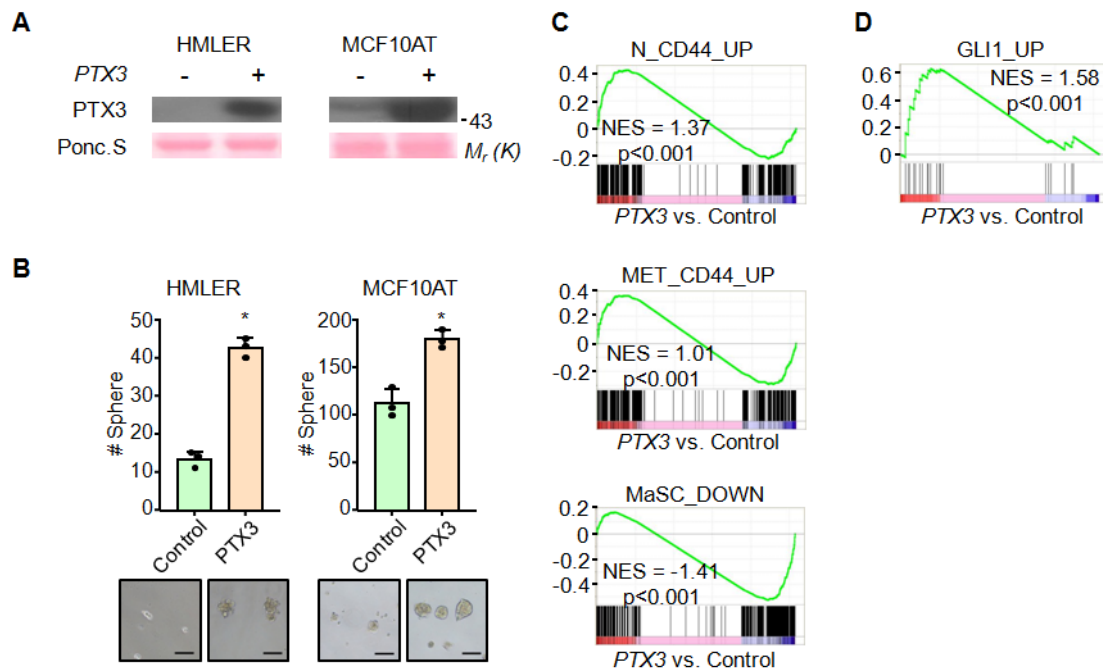 A
HMLER
MCF10AT
PTX3
- +
- +
PTX3
-43
Ponc.S
Mr (K)
B
HMLER
MCF10AT
# Sphere
50
40
30
20
10
0
*
Control
PTX3
# Sphere
200
150
100
50
0
*
Control
PTX3
C
N_CD44_UP
0.4
0.2
0
-0.2
NES = 1.37
p<0.001
PTX3 vs. Control
MET_CD44_UP
0.4
0.2
0
-0.2
NES = 1.01
p<0.001
PTX3 vs. Control
MaSC_DOWN
0.2
0
-0.2
-0.4
NES = -1.41
p<0.001
PTX3 vs. Control
D
GLI1_UP
0.6
0.4
0.2
0
NES = 1.58
p<0.001
PTX3 vs. Control